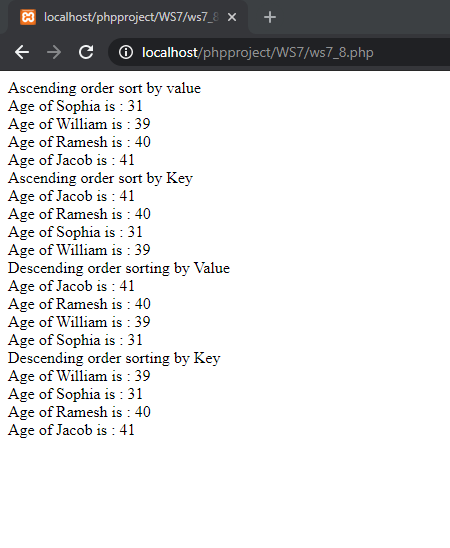 localhost/phpproject/WS7/ws7_8
localhost/phpproject/WS7/ws7_8.php
Ascending order sort by value
Age of Sophia is : 31
Age of William is : 39
Age of Ramesh is : 40
Age of Jacob is : 41
Ascending order sort by Key
Age of Jacob is : 41
Age of Ramesh is : 40
Age of Sophia is : 31
Age of William is : 39
Descending order sorting by Value
Age of Jacob is : 41
Age of Ramesh is : 40
Age of William is : 39
Age of Sophia is : 31
Descending order sorting by Key
Age of William is : 39
Age of Sophia is : 31
Age of Ramesh is : 40
Age of Jacob is : 41